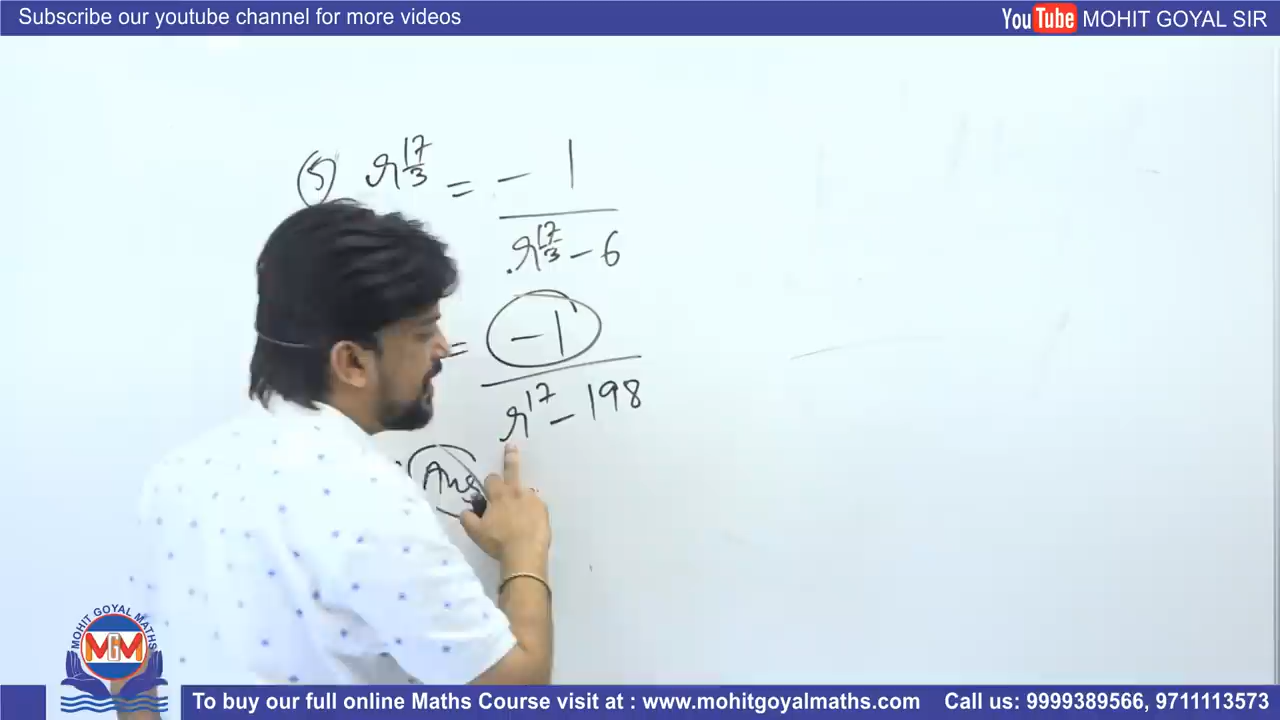 Subscribe our youtube channel for more videos
YouTube MOHIT GOYAL SIR
(5) r^(17/3) = - 1 / (r^(17/3) - 6)
= -1 / (r^17 - 198)
Ans
MOHIT GOYAL MATHS
MGM
To buy our full online Maths Course visit at : www.mohitgoyalmaths.com Call us: 9999389566, 9711113573